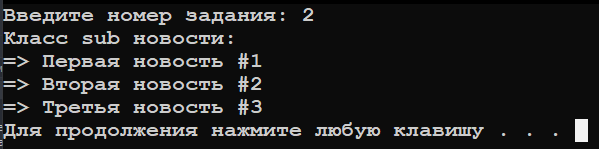 Введите номер задания: 2
Класс sub новости:
=> Первая новость #1
=> Вторая новость #2
=> Третья новость #3
Для продолжения нажмите любую клавишу . . .